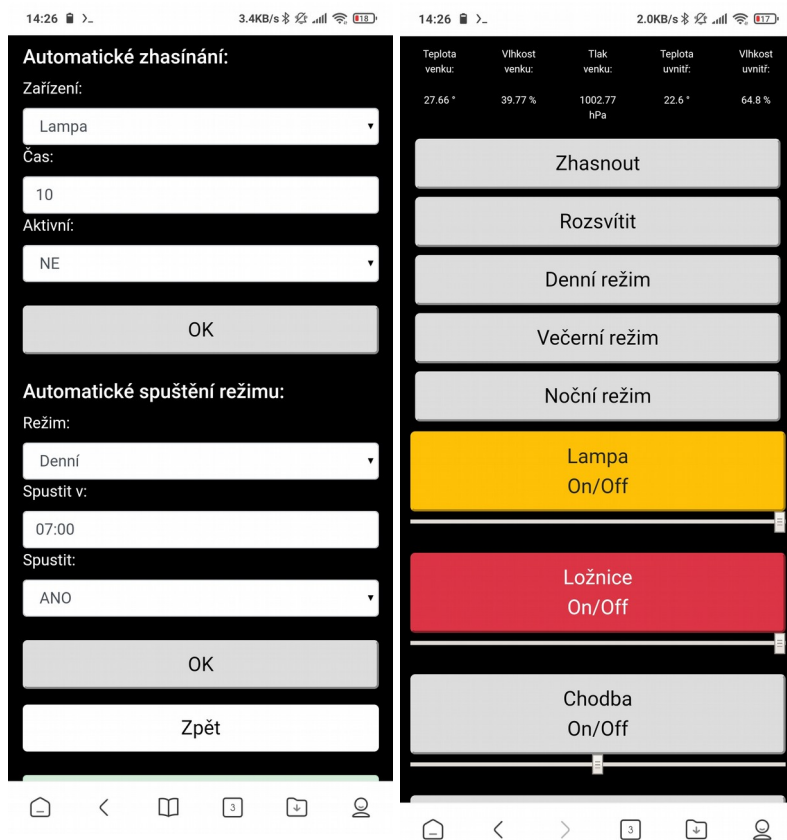 14:26 >_ 3.4KB/s 18
Automatické zhasínání:
Zařízení:
Lampa
Čas:
10
Aktivní:
NE
OK
Automatické spuštění režimu:
Režim:
Denní
Spustit v:
07:00
Spustit:
ANO
OK
Zpět
3
14:26 >_ 2.0KB/s 17
Teplota Vlhkost Tlak Teplota Vlhkost
venku: venku: venku: uvnitř: uvnitř:
27.66 ° 39.77 % 1002.77 22.6 ° 64.8 %
hPa
Zhasnout
Rozsvítit
Denní režim
Večerní režim
Noční režim
Lampa
On/Off
Ložnice
On/Off
Chodba
On/Off
3